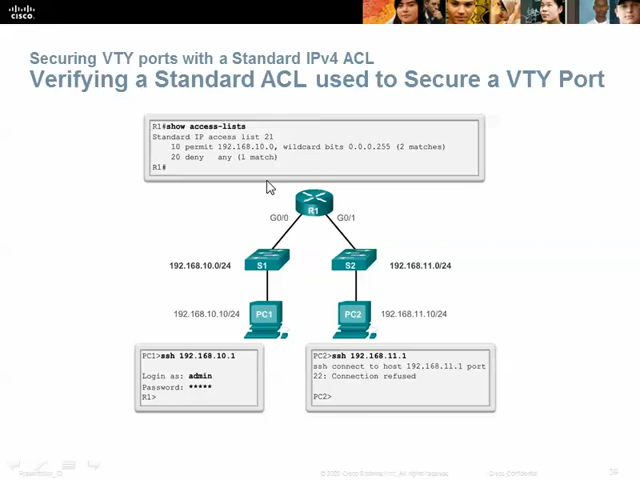 CISCO
Securing VTY ports with a Standard IPv4 ACL
Verifying a Standard ACL used to Secure a VTY Port
R1#show access-lists
Standard IP access list 21
10 permit 192.168.10.0, wildcard bits 0.0.0.255 (2 matches)
20 deny any (1 match)
R1#
R1
G0/0
G0/1
192.168.10.0/24
S1
S2
192.168.11.0/24
192.168.10.10/24
PC1
PC2
192.168.11.10/24
PC1>ssh 192.168.10.1
Login as: admin
Password: *****
R1>
PC2>ssh 192.168.11.1
ssh connect to host 192.168.11.1 port
22: Connection refused
PC2>
Presentation_ID
Cisco Confidential